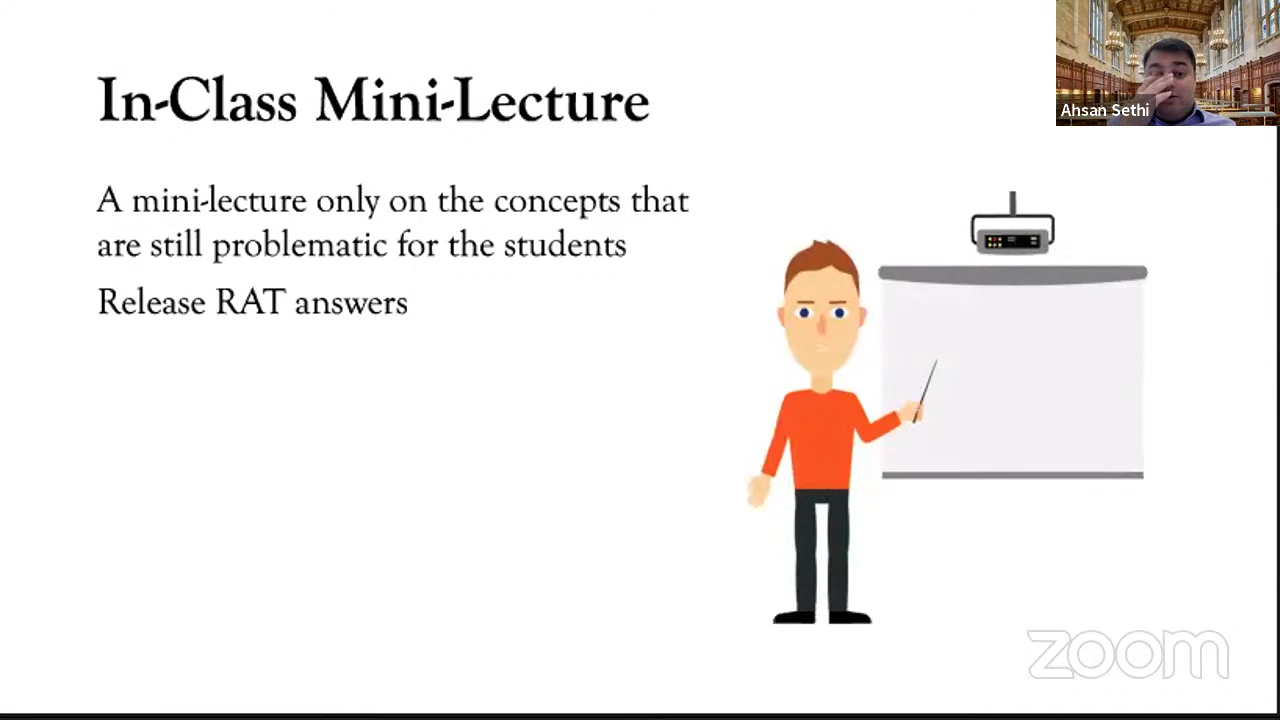 In-Class Mini-Lecture
Ahsan Sethi
A mini-lecture only on the concepts that
are still problematic for the students
Release RAT answers
zoom